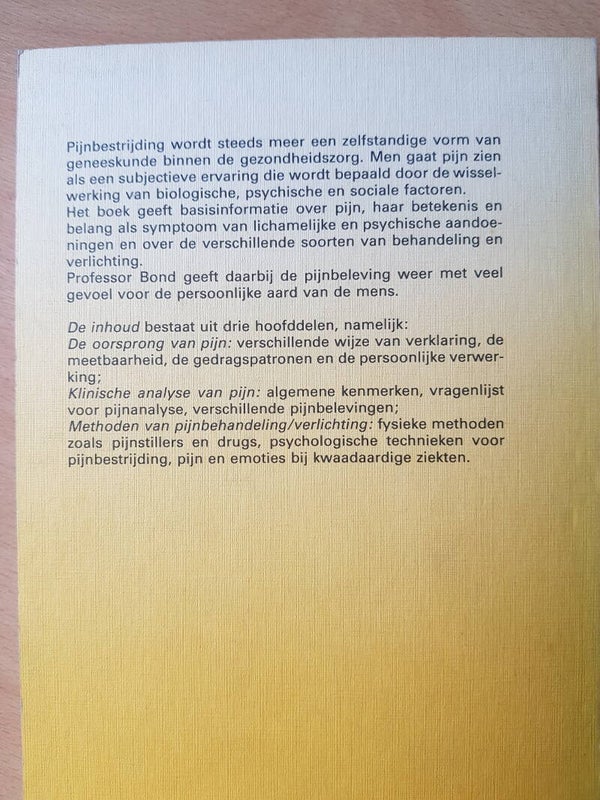 Pijnbestrijding wordt steeds meer een zelfstandige vorm van
geneeskunde binnen de gezondheidszorg. Men gaat pijn zien
als een subjectieve ervaring die wordt bepaald door de wissel-
werking van biologische, psychische en sociale factoren.
Het boek geeft basisinformatie over pijn, haar betekenis en
belang als symptoom van lichamelijke en psychische aandoe-
ningen en over de verschillende soorten van behandeling en
verlichting.
Professor Bond geeft daarbij de pijnbeleving weer met veel
gevoel voor de persoonlijke aard van de mens.
De inhoud bestaat uit drie hoofddelen, namelijk:
De oorsprong van pijn: verschillende wijze van verklaring, de
meetbaarheid, de gedragspatronen en de persoonlijke verwer-
king;
Klinische analyse van pijn: algemene kenmerken, vragenlijst
voor pijnanalyse, verschillende pijnbelevingen;
Methoden van pijnbehandeling/verlichting: fysieke methoden
zoals pijnstillers en drugs, psychologische technieken voor
pijnbestrijding, pijn en emoties bij kwaadaardige ziekten.